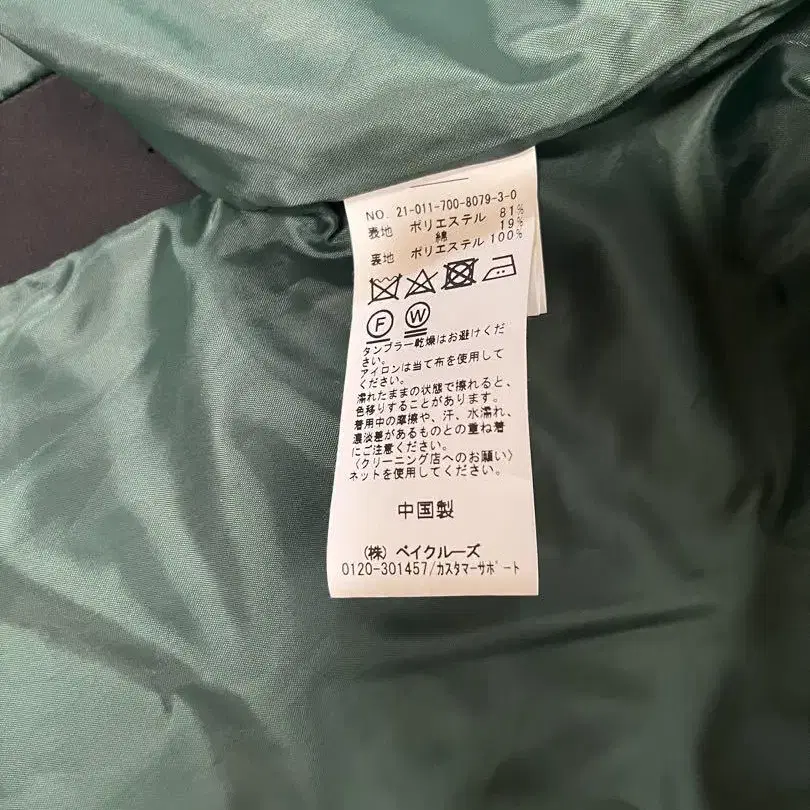 NO. 21-011-700-8079-3-0
表地 ポリエステル 81%
綿 19%
裏地 ポリエステル 100%
F W
タンブラー乾燥はお避けくだ
さい。
アイロンは当て布を使用して
ください。
濡れたままの状態で擦れると、
色移りすることがあります。
着用中の摩擦や、汗、水濡れ、
濃淡差があるものとの重ね着
にご注意ください。
〈クリーニング店へのお願い〉
ネットを使用してください。
中国製
(株) ベイクルーズ
0120-301457/カスタマーサポート